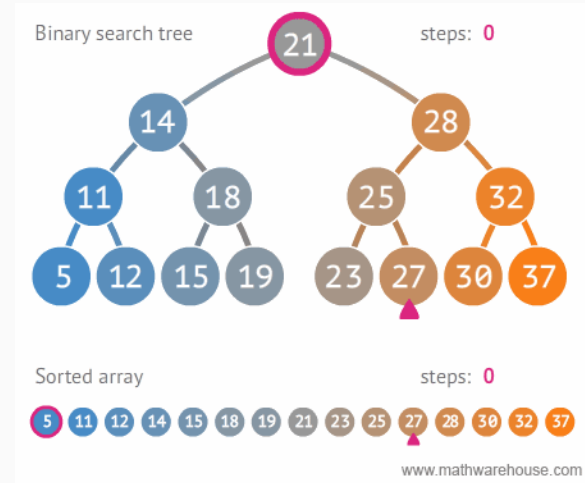 Binary search tree steps: 0
21
14 28
11 18 25 32
5 12 15 19 23 27 30 37
Sorted array steps: 0
5 11 12 14 15 18 19 21 23 25 27 28 30 32 37
www.mathwarehouse.com